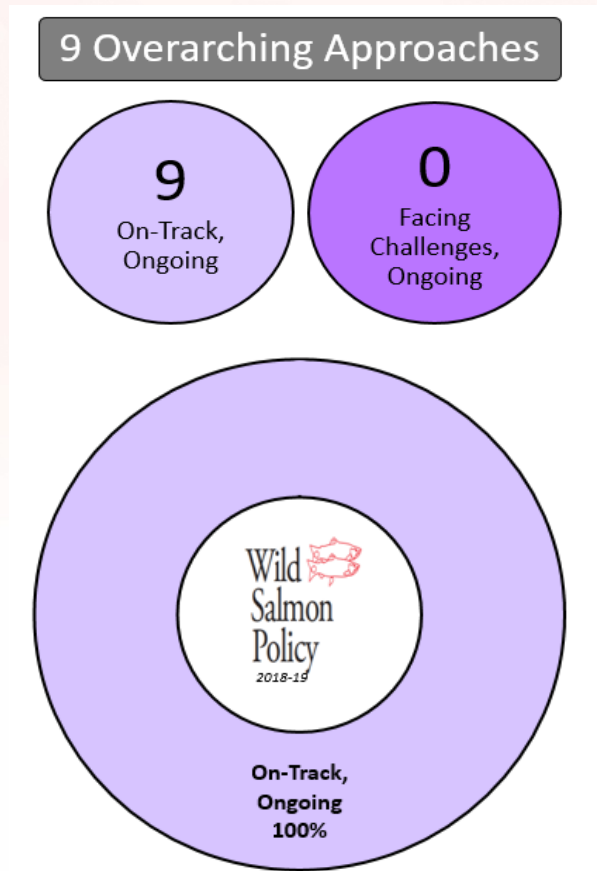 9 Overarching Approaches
9
On-Track,
Ongoing
0
Facing
Challenges,
Ongoing
Wild
Salmon
Policy
2018-19
On-Track,
Ongoing
100%